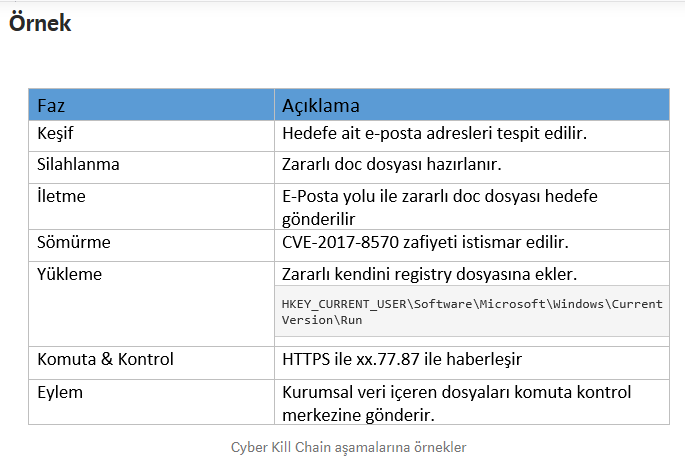 Örnek
Faz Açıklama
Keşif Hedefe ait e-posta adresleri tespit edilir.
Silahlanma Zararlı doc dosyası hazırlanır.
İletme E-Posta yolu ile zararlı doc dosyası hedefe
gönderilir
Sömürme CVE-2017-8570 zafiyeti istismar edilir.
Yükleme Zararlı kendini registry dosyasına ekler.
HKEY_CURRENT_USER\Software\Microsoft\Windows\Current
Version\Run
Komuta & Kontrol HTTPS ile xx.77.87 ile haberleşir
Eylem Kurumsal veri içeren dosyaları komuta kontrol
merkezine gönderir.
Cyber Kill Chain aşamalarına örnekler